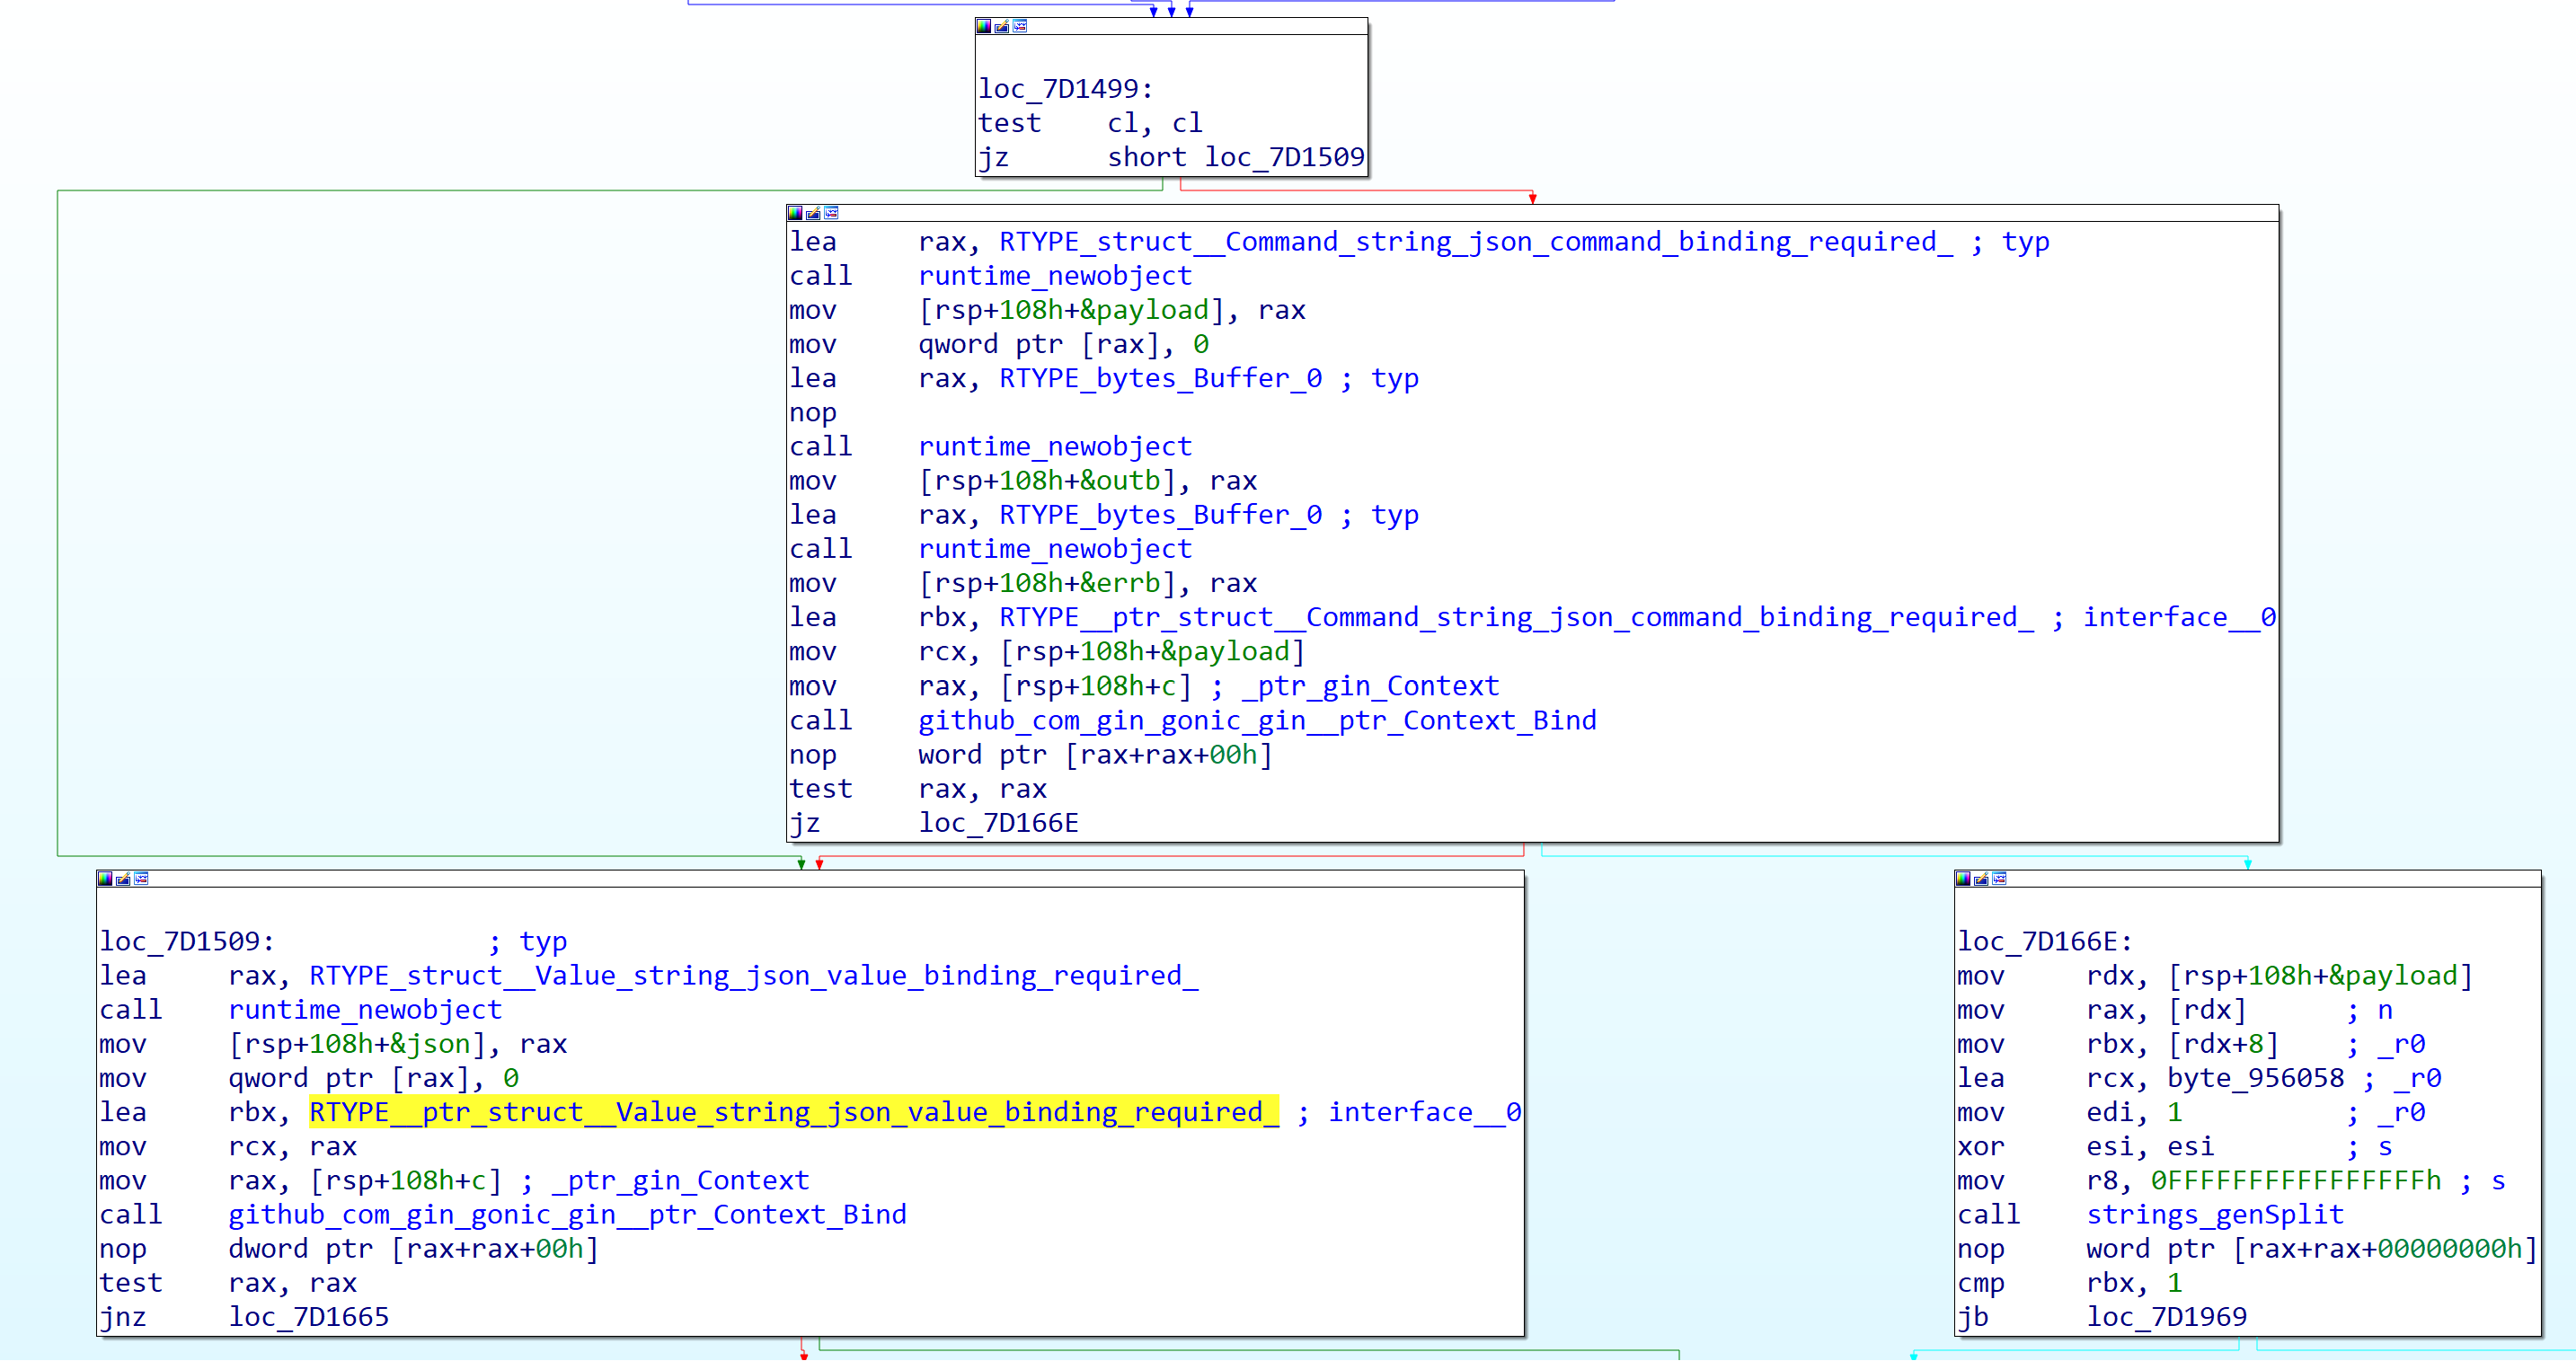 loc_7D1499:
test    cl, cl
jz      short loc_7D1509
lea     rax, RTYPE_struct__Command_string_json_command_binding_required_ ; typ
call    runtime_newobject
mov     [rsp+108h+&payload], rax
mov     qword ptr [rax], 0
lea     rax, RTYPE_bytes_Buffer_0 ; typ
nop
call    runtime_newobject
mov     [rsp+108h+&outb], rax
lea     rax, RTYPE_bytes_Buffer_0 ; typ
call    runtime_newobject
mov     [rsp+108h+&errb], rax
lea     rbx, RTYPE__ptr_struct__Command_string_json_command_binding_required_ ; interface__0
mov     rcx, [rsp+108h+&payload]
mov     rax, [rsp+108h+c] ; _ptr_gin_Context
call    github_com_gin_gonic_gin__ptr_Context_Bind
nop     word ptr [rax+rax+00h]
test    rax, rax
jz      loc_7D166E
loc_7D1509:             ; typ
lea     rax, RTYPE_struct__Value_string_json_value_binding_required_
call    runtime_newobject
mov     [rsp+108h+&json], rax
mov     qword ptr [rax], 0
lea     rbx, RTYPE__ptr_struct__Value_string_json_value_binding_required_ ; interface__0
mov     rcx, rax
mov     rax, [rsp+108h+c] ; _ptr_gin_Context
call    github_com_gin_gonic_gin__ptr_Context_Bind
nop     dword ptr [rax+rax+00h]
test    rax, rax
jnz     loc_7D1665
loc_7D166E:
mov     rdx, [rsp+108h+&payload]
mov     rax, [rdx]      ; n
mov     rbx, [rdx+8]    ; _r0
lea     rcx, byte_956058 ; _r0
mov     edi, 1          ; _r0
xor     esi, esi        ; s
mov     r8, 0FFFFFFFFFFFFFFFFh ; s
call    strings_genSplit
nop     word ptr [rax+rax+00000000h]
cmp     rbx, 1
jb      loc_7D1969